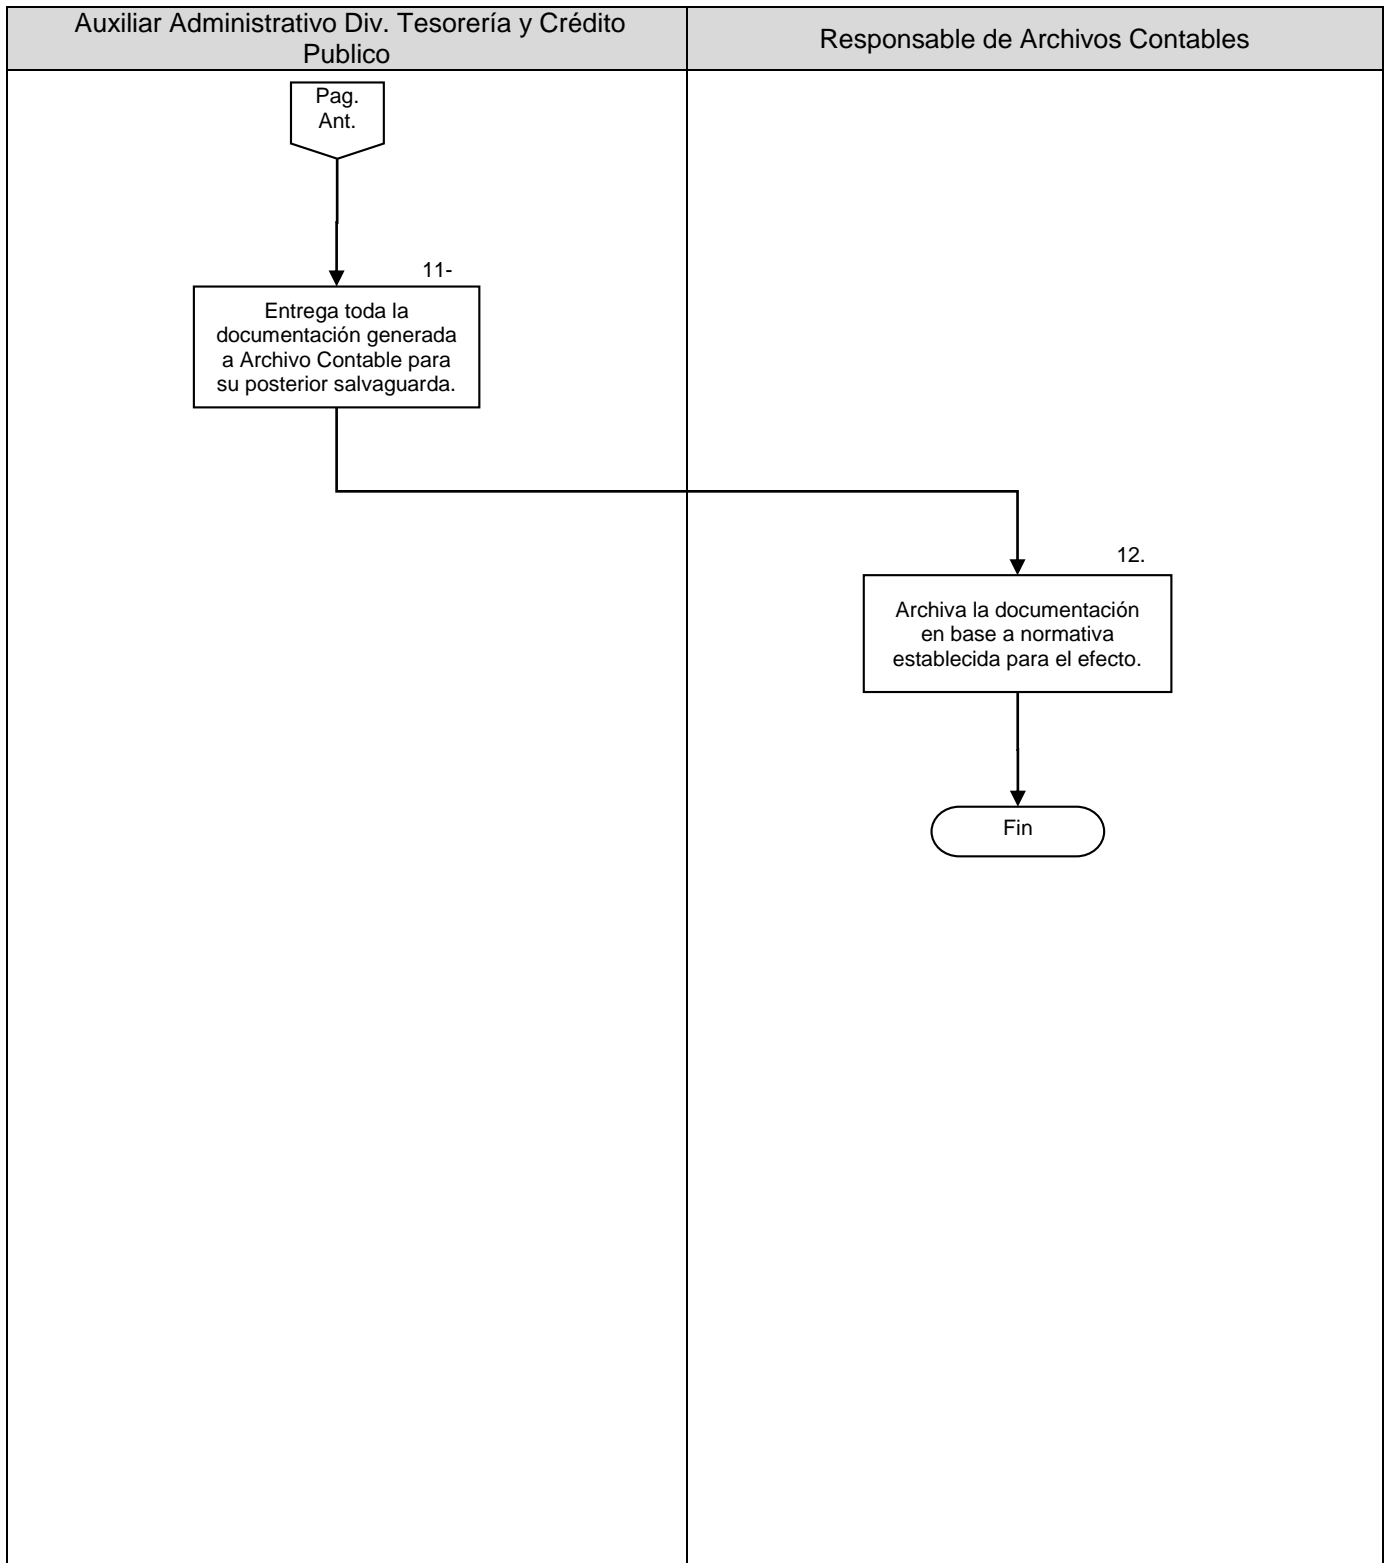 Auxiliar Administrativo Div. Tesorería y Crédito
Publico
Responsable de Archivos Contables
Pag.
Ant.
11-
Entrega toda la
documentación generada
a Archivo Contable para
su posterior salvaguarda.
12.
Archiva la documentación
en base a normativa
establecida para el efecto.
Fin